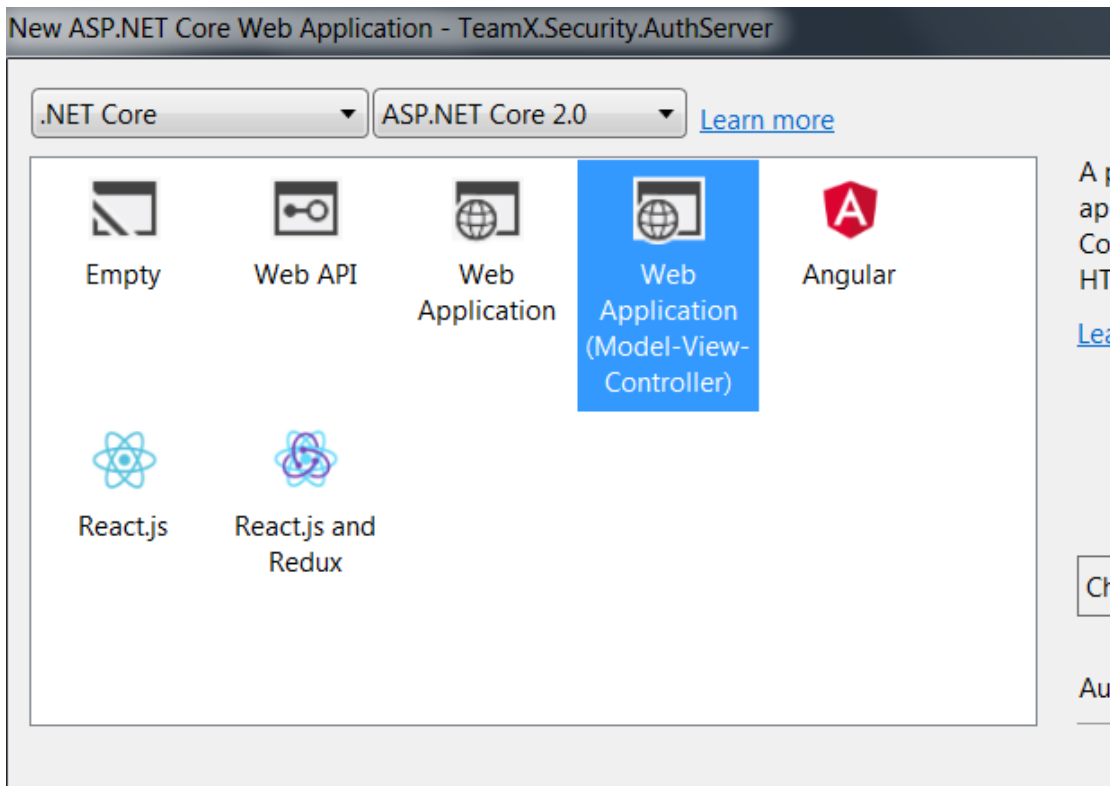 New ASP.NET Core Web Application - TeamX.Security.AuthServer
.NET Core
ASP.NET Core 2.0
Learn more
Empty
Web API
Web
Application
Web
Application
(Model-View-
Controller)
Angular
React.js
React.js and
Redux
A
Au